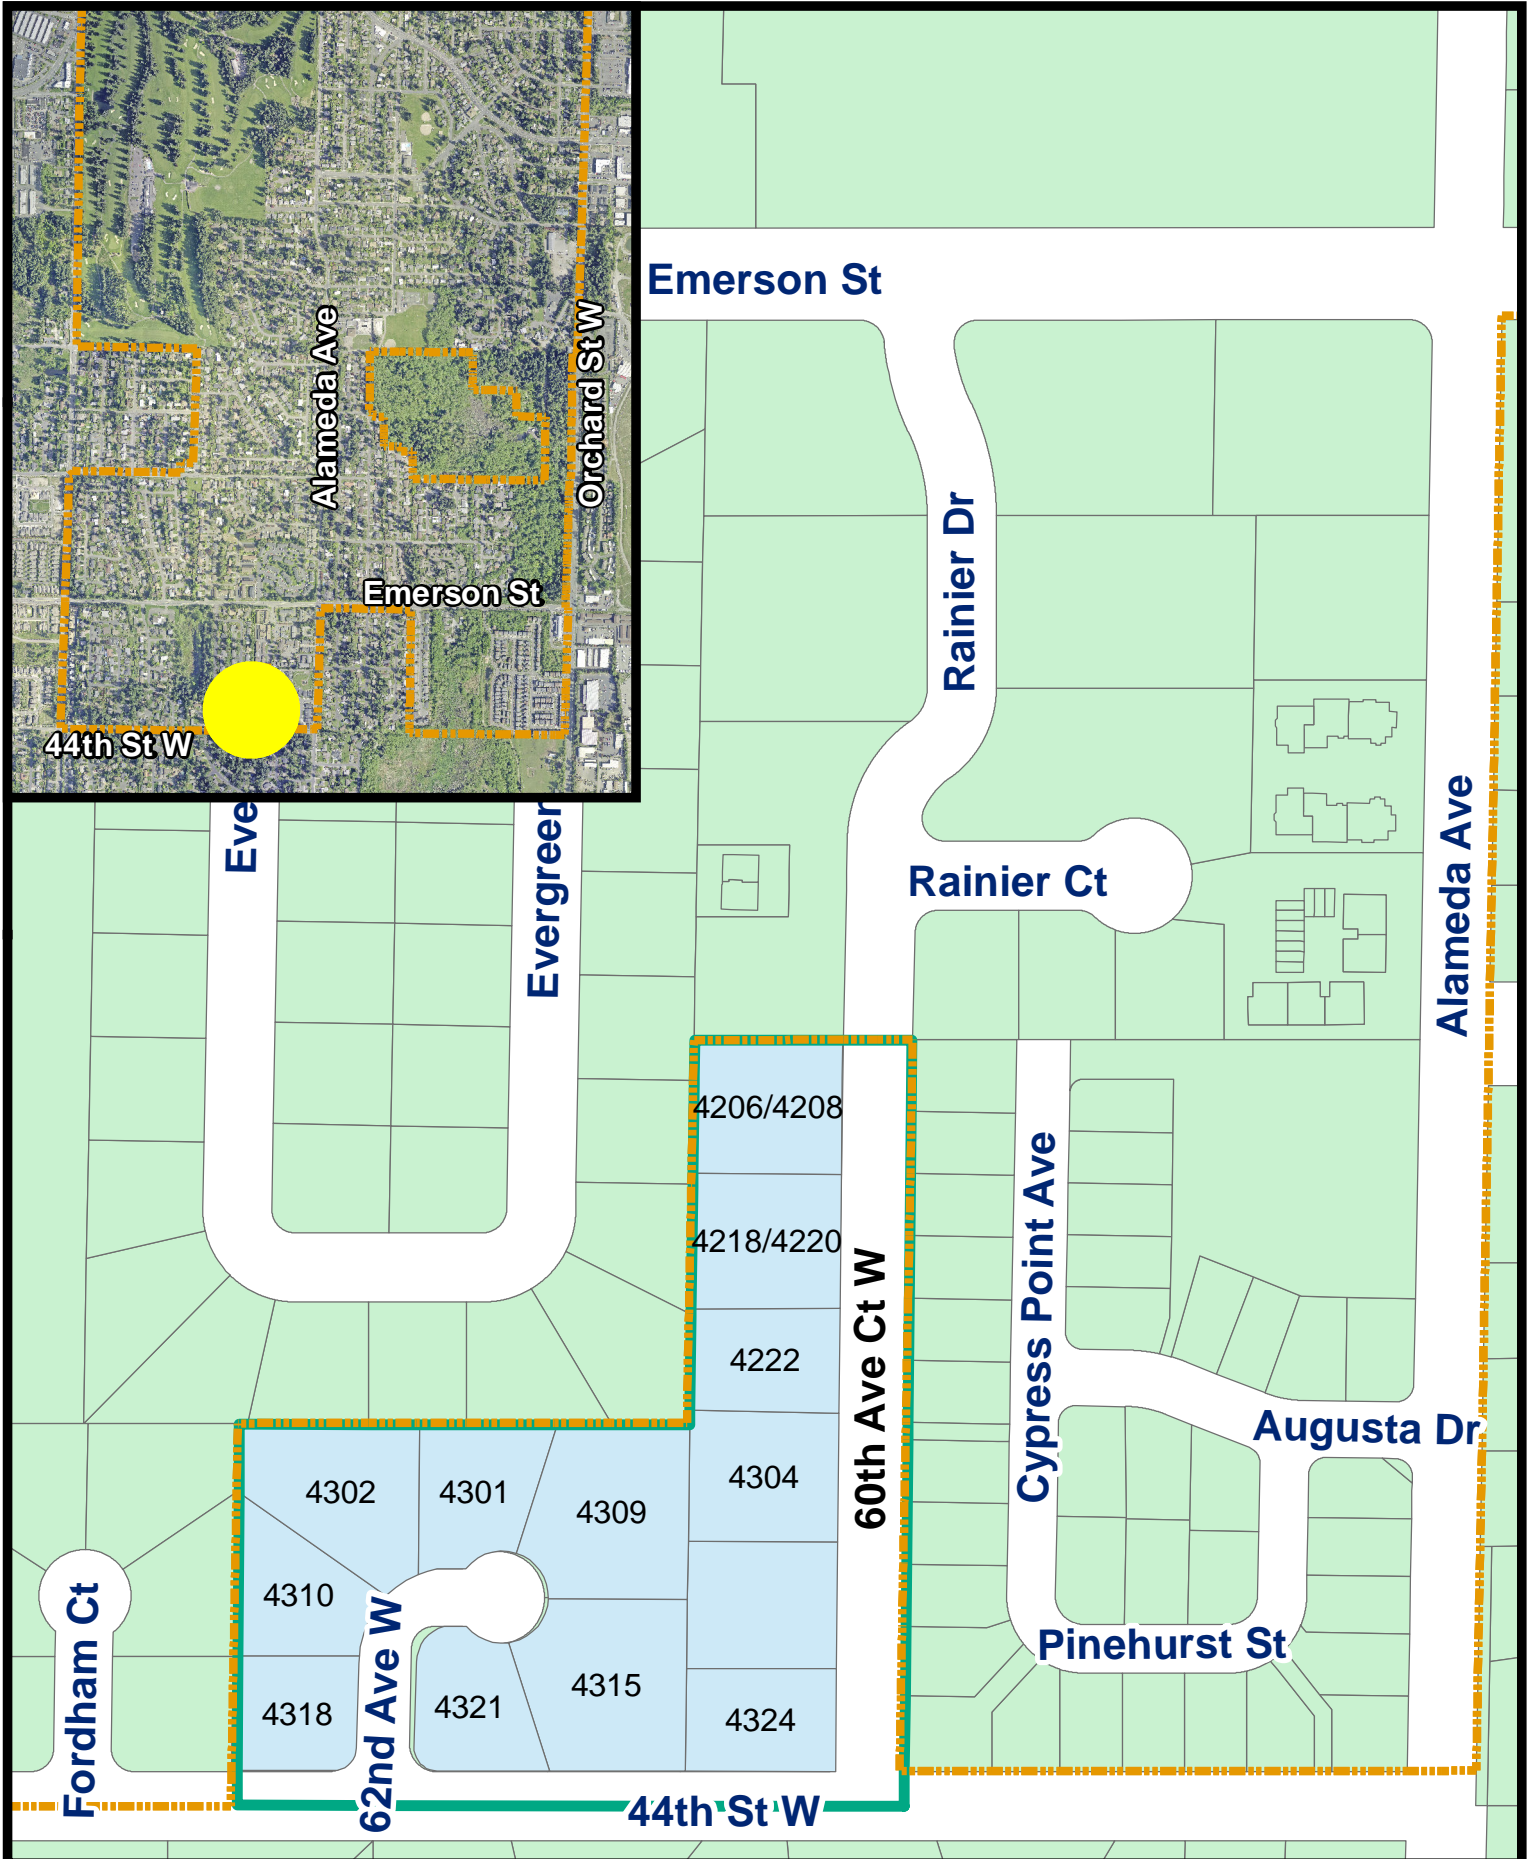 Alameda Ave
Orchard St W
Emerson St
44th St W
Emerson St
Rainier Dr
Rainier Ct
Alameda Ave
Eve
Evergreen
4206/4208
4218/4220
4222
4304
4324
60th Ave Ct W
Cypress Point Ave
Augusta Dr
Pinehurst St
4302
4301
4309
4310
4318
4321
4315
62nd Ave W
Fordham Ct
44th St W